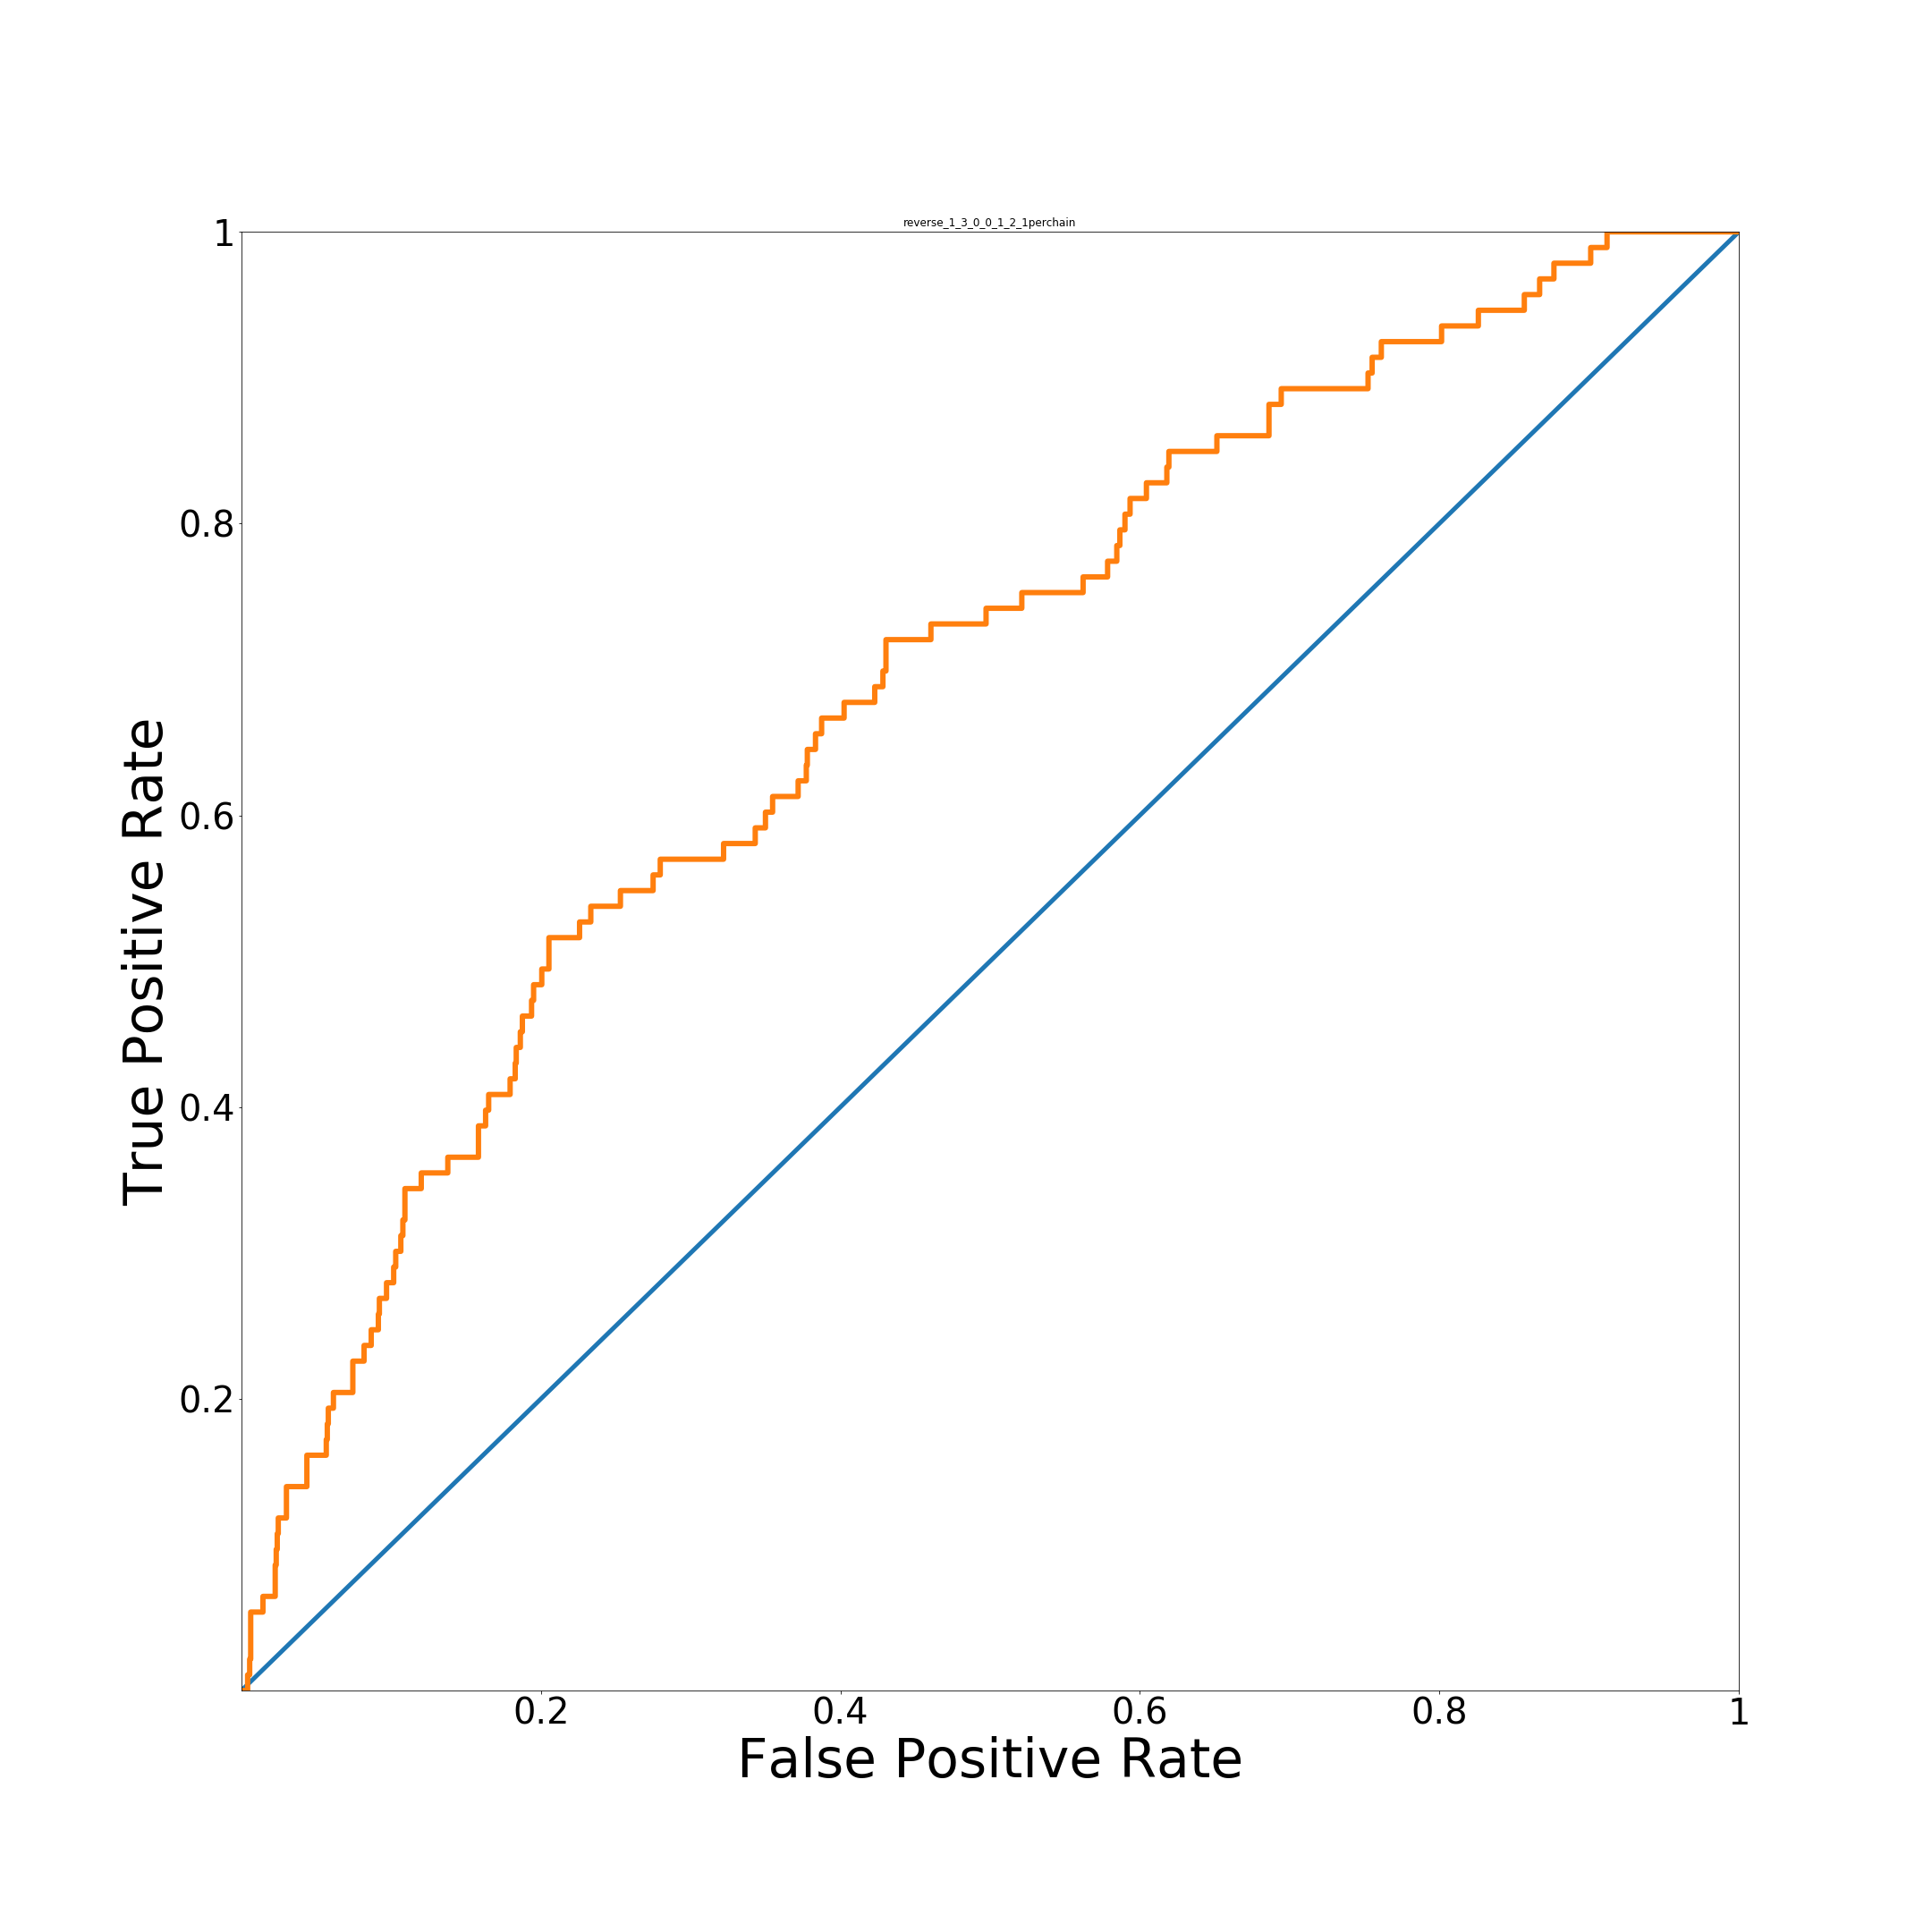 reverse_1_3_0_0_1_2_1perchain
1
0.8
0.6
0.4
0.2
True Positive Rate
0.2 0.4 0.6 0.8 1
False Positive Rate